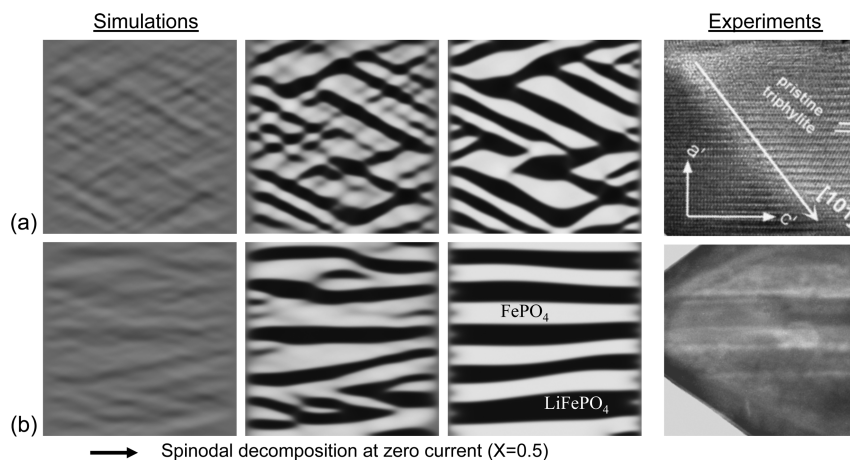 Simulations
Experiments
pristine
triphylite
a'
c'
[101]
(a)
FePO₄
LiFePO₄
(b)
Spinodal decomposition at zero current (X=0.5)